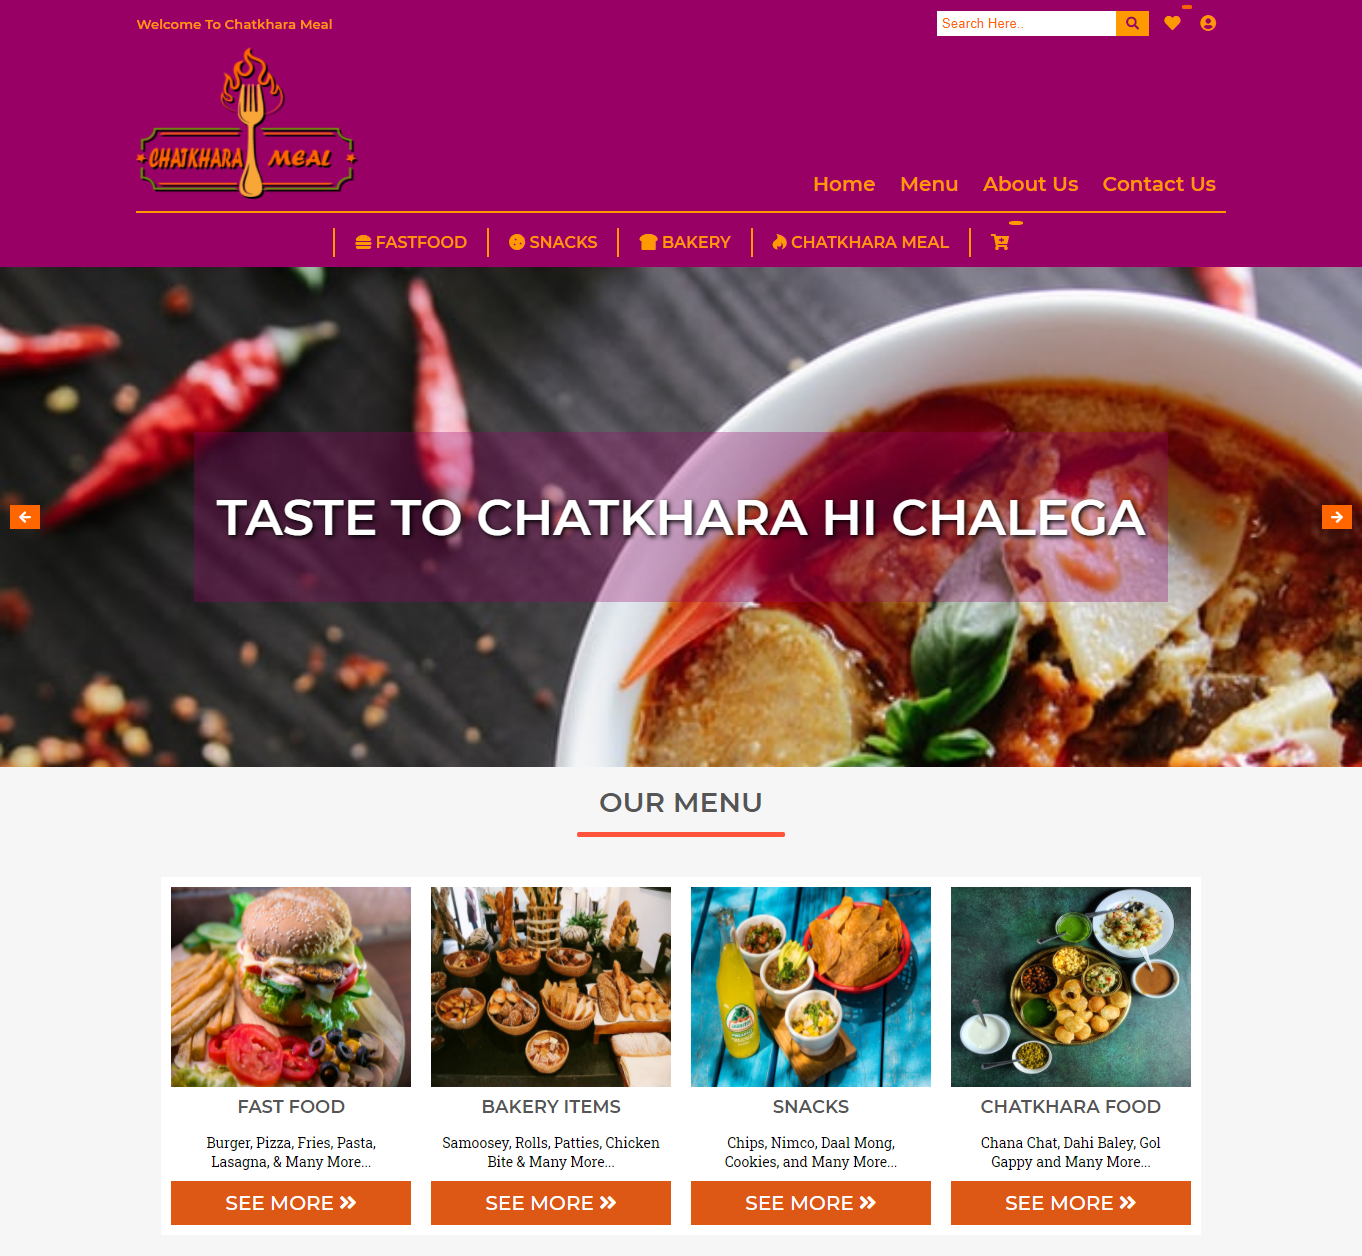 Welcome To Chatkhara Meal
Search Here..
CHATKHARA MEAL
Home Menu About Us Contact Us
FASTFOOD SNACKS BAKERY CHATKHARA MEAL
TASTE TO CHATKHARA HI CHALEGA
OUR MENU
FAST FOOD
Burger, Pizza, Fries, Pasta,
Lasagna, & Many More...
SEE MORE
BAKERY ITEMS
Samoosey, Rolls, Patties, Chicken
Bite & Many More...
SEE MORE
SNACKS
Chips, Nimco, Daal Mong,
Cookies, and Many More...
SEE MORE
CHATKHARA FOOD
Chana Chat, Dahi Baley, Gol
Gappy and Many More...
SEE MORE